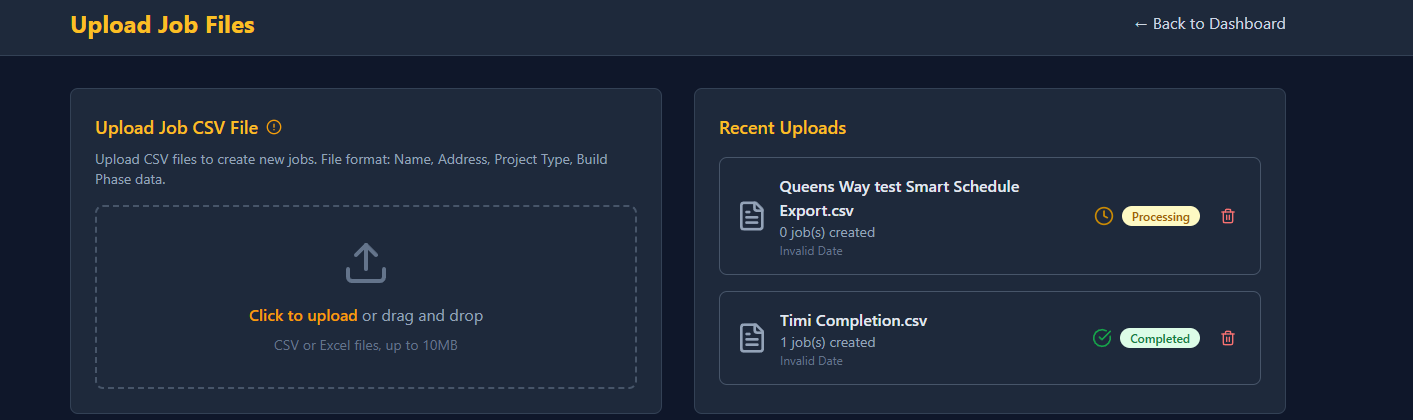 Upload Job Files
← Back to Dashboard
Upload Job CSV File
Upload CSV files to create new jobs. File format: Name, Address, Project Type, Build
Phase data.
Click to upload or drag and drop
CSV or Excel files, up to 10MB
Recent Uploads
Queens Way test Smart Schedule
Export.csv
0 job(s) created
Invalid Date
Processing
Timi Completion.csv
1 job(s) created
Invalid Date
Completed